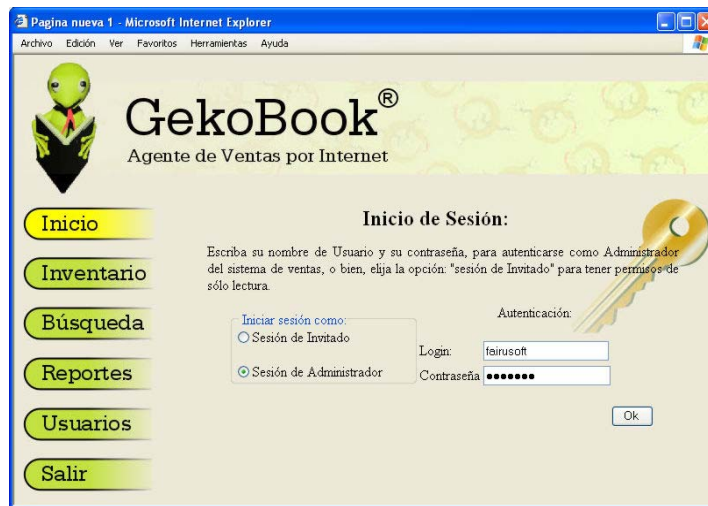 Pagina nueva 1 - Microsoft Internet Explorer
Archivo Edición Ver Favoritos Herramientas Ayuda
GekoBook®
Agente de Ventas por Internet
Inicio
Inventario
Búsqueda
Reportes
Usuarios
Salir
Inicio de Sesión:
Escriba su nombre de Usuario y su contraseña, para autenticarse como Administrador
del sistema de ventas, o bien, elija la opción: "sesión de Invitado" para tener permisos de
sólo lectura.
Iniciar sesión como:
Sesión de Invitado
Sesión de Administrador
Autenticación:
Login: fairusoft
Contraseña •••••••
Ok